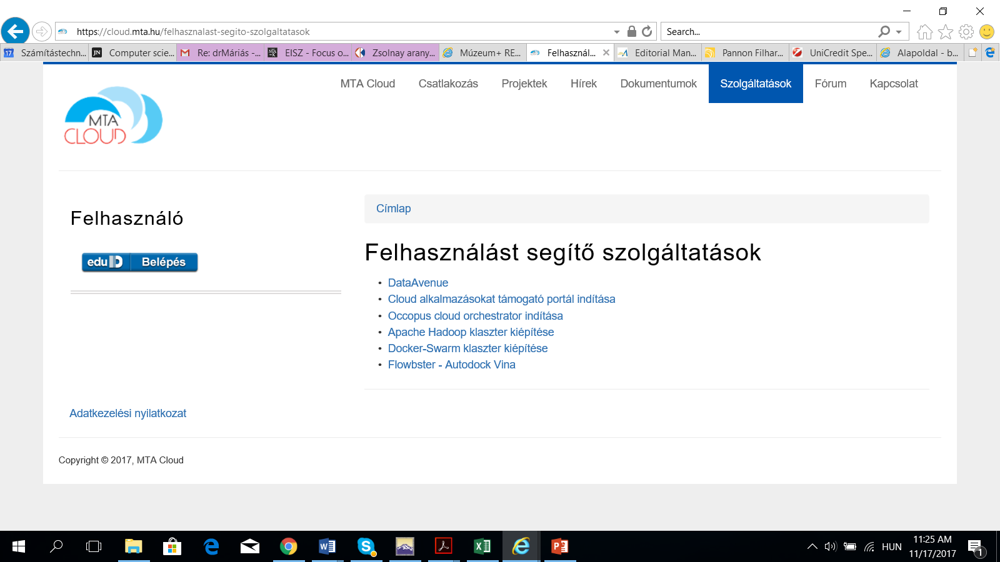 https://cloud.mta.hu/felhasznalast-segito-szolgaltatasok
Search...
17 Számítástechn...
JN Computer scie...
Re: drMáriás -...
EISZ - Focus o...
Zsolnay arany...
Múzeum+ RE...
Felhasznál...
Editorial Man...
Pannon Filhar...
UniCredit Spe...
Alapoldal - b...
MTA CLOUD
MTA Cloud
Csatlakozás
Projektek
Hírek
Dokumentumok
Szolgáltatások
Fórum
Kapcsolat
Felhasználó
eduID Belépés
Címlap
Felhasználást segítő szolgáltatások
• DataAvenue
• Cloud alkalmazásokat támogató portál indítása
• Occopus cloud orchestrator indítása
• Apache Hadoop klaszter kiépítése
• Docker-Swarm klaszter kiépítése
• Flowbster - Autodock Vina
Adatkezelési nyilatkozat
Copyright © 2017, MTA Cloud
HUN
11:25 AM
11/17/2017
1